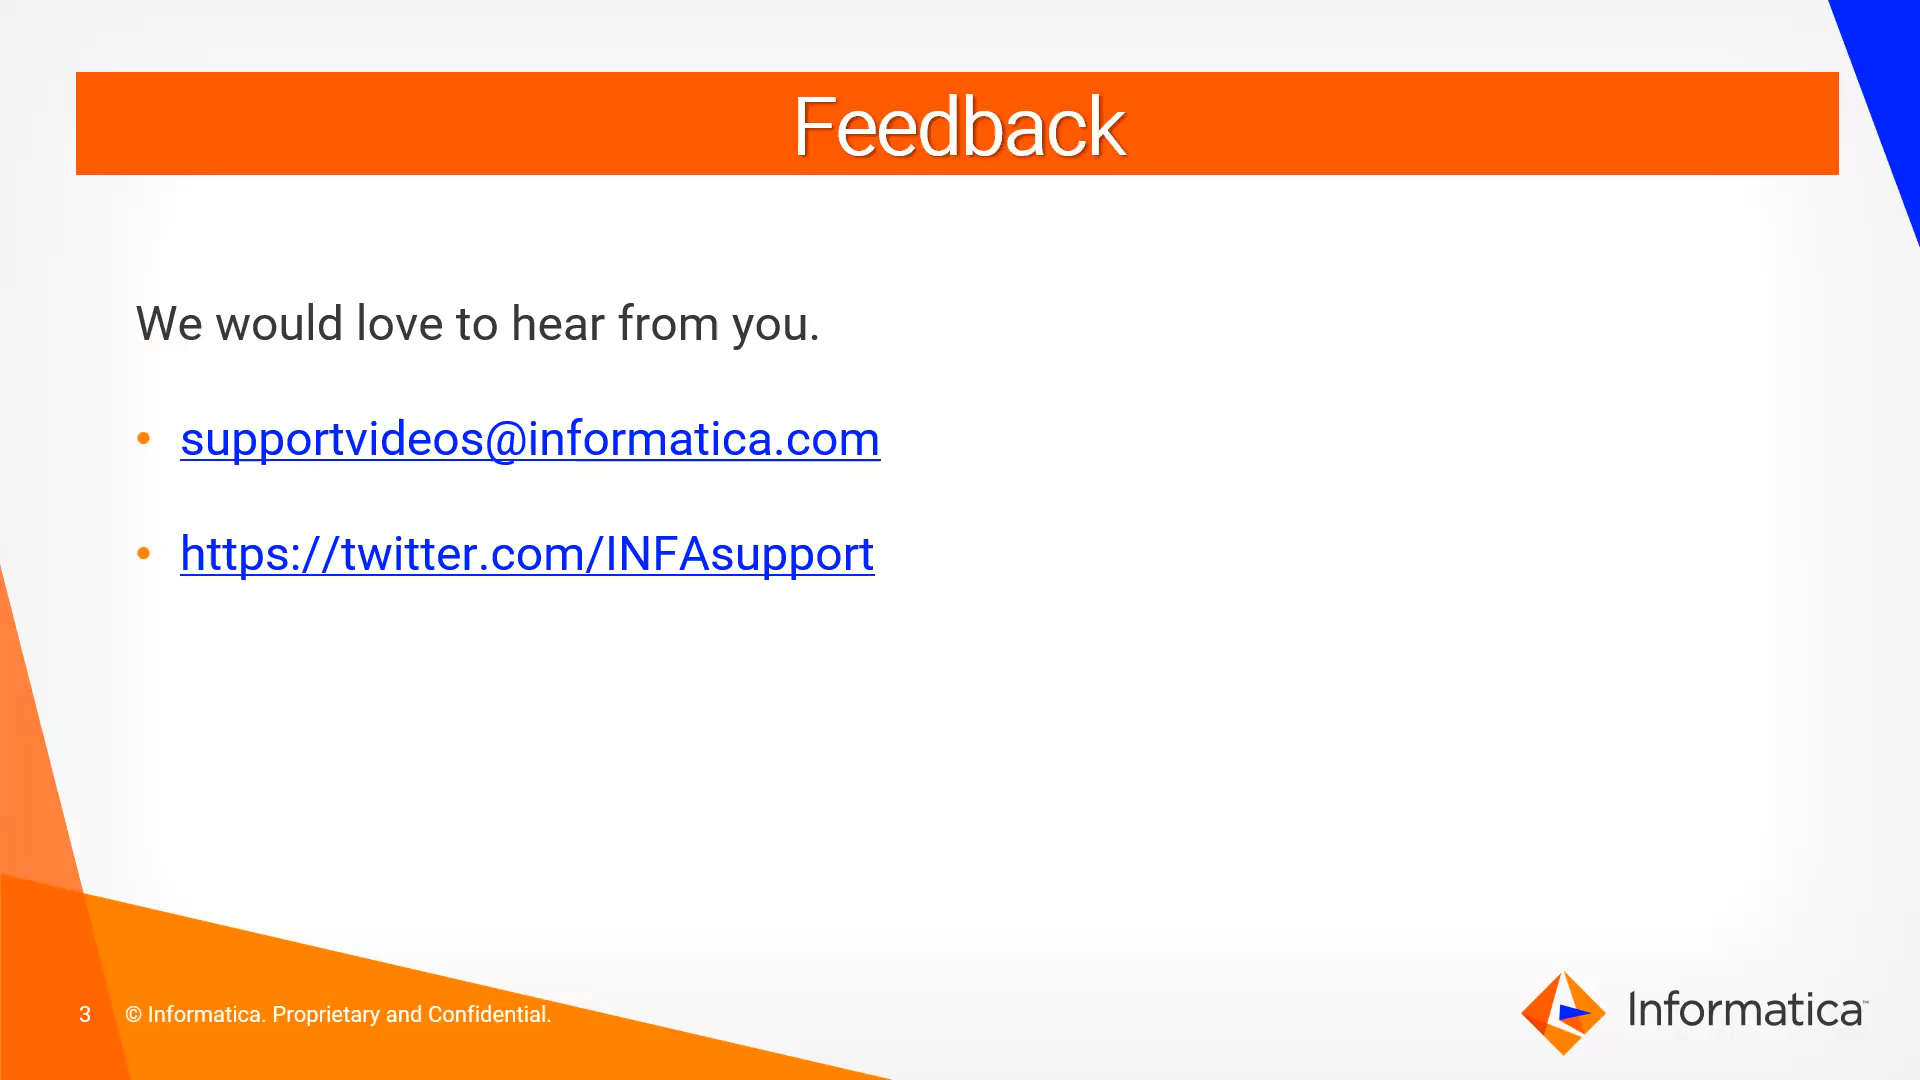 Feedback
We would love to hear from you.
• supportvideos@informatica.com
• https://twitter.com/INFAsupport
3 © Informatica. Proprietary and Confidential.
Informatica™